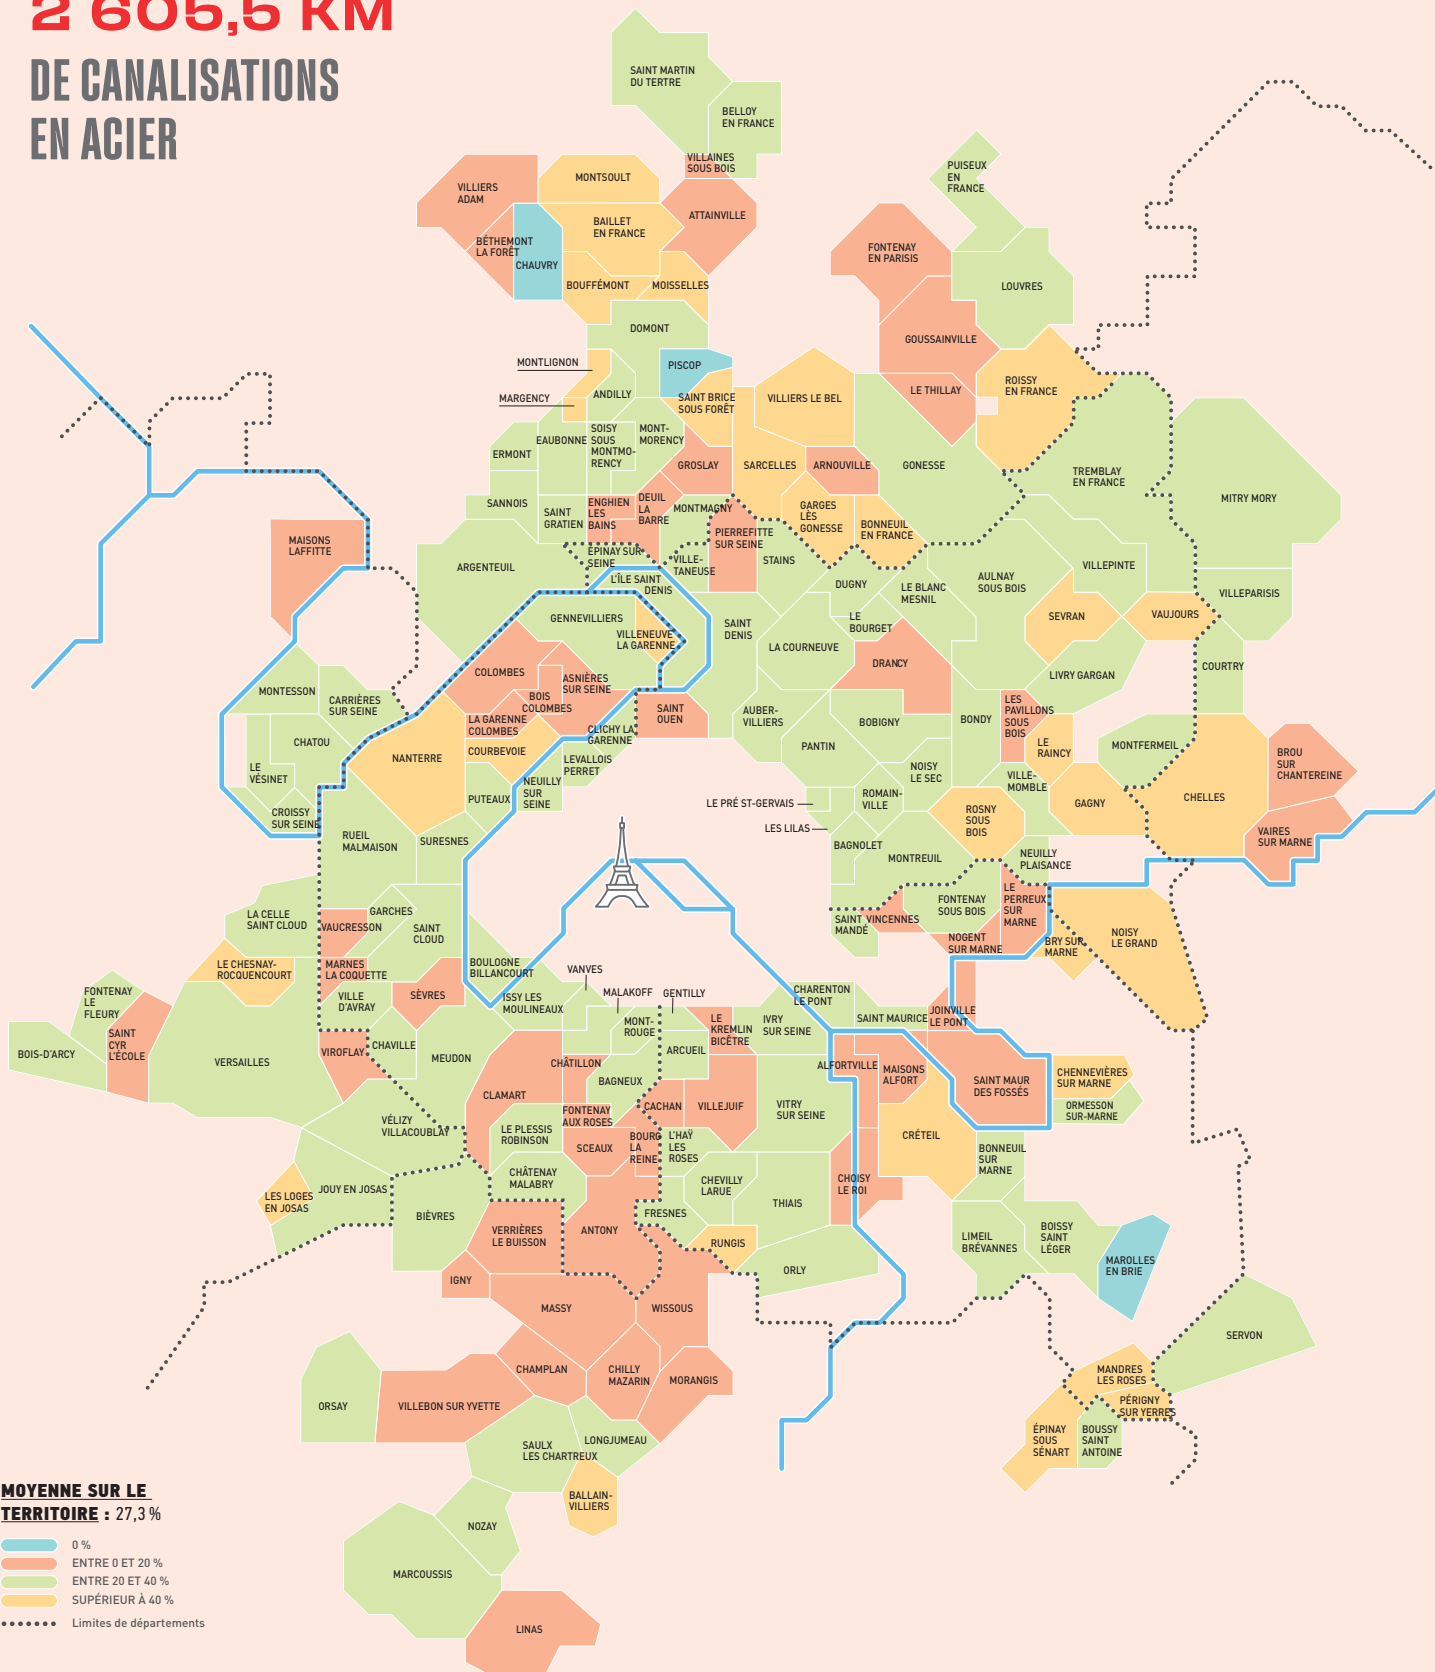 2 605,5 KM
DE CANALISATIONS
EN ACIER
SAINT MARTIN
DU TERTRE
BELLOY
EN FRANCE
VILLAINES
SOUS BOIS
VILLIERS
ADAM
MONTSOULT
BAILLET
EN FRANCE
ATTAINVILLE
BÉTHEMONT
LA FORÊT
CHAUVRY
BOUFFÉMONT
MOISSELLES
PUISEUX
EN
FRANCE
FONTENAY
EN PARISIS
LOUVRES
DOMONT
GOUSSAINVILLE
MONTLIGNON
PISCOP
MARGENCY
ANDILLY
SAINT BRICE
SOUS FORÊT
VILLIERS LE BEL
LE THILLAY
ROISSY
EN FRANCE
ERMONT
EAUBONNE
SOISY
SOUS
MONTMO-
RENCY
MONT-
MORENCY
GROSLAY
SARCELLES
ARNOUVILLE
GONESSE
TREMBLAY
EN FRANCE
MITRY MORY
SANNOIS
SAINT
GRATIEN
ENGHIEN
LES
BAINS
DEUIL
LA
BARRE
MONTMAGNY
GARGES
LÈS
GONESSE
BONNEUIL
EN FRANCE
PIERREFITTE
SUR SEINE
MAISONS
LAFFITTE
ARGENTEUIL
ÉPINAY SUR
SEINE
VILLE-
TANEUSE
STAINS
L'ÎLE SAINT
DENIS
DUGNY
LE BLANC
MESNIL
AULNAY
SOUS BOIS
VILLEPINTE
VILLEPARISIS
GENNEVILLIERS
VILLENEUVE
LA GARENNE
SAINT
DENIS
LE
BOURGET
LA COURNEUVE
SEVRAN
VAUJOURS
DRANCY
COURTRY
LIVRY GARGAN
COLOMBES
ASNIÈRES
SUR SEINE
BOIS
COLOMBES
MONTESSON
CARRIÈRES
SUR SEINE
LA GARENNE
COLOMBES
CLICHY LA
GARENNE
SAINT
OUEN
AUBER-
VILLIERS
BOBIGNY
BONDY
LES
PAVILLONS
SOUS
BOIS
CHATOU
NANTERRE
COURBEVOIE
LEVALLOIS
PERRET
PANTIN
LE
RAINCY
MONTFERMEIL
BROU
SUR
CHANTEREINE
LE
VÉSINET
NEUILLY
SUR
SEINE
NOISY
LE SEC
VILLE-
MOMBLE
PUTEAUX
LE PRÉ ST-GERVAIS
ROMAIN-
VILLE
ROSNY
SOUS
BOIS
GAGNY
CHELLES
CROISSY
SUR SEINE
LES LILAS
VAIRES
SUR MARNE
RUEIL
MALMAISON
SURESNES
BAGNOLET
MONTREUIL
NEUILLY
PLAISANCE
LA CELLE
SAINT CLOUD
VAUCRESSON
GARCHES
SAINT
CLOUD
SAINT
MANDÉ
VINCENNES
FONTENAY
SOUS BOIS
LE
PERREUX
SUR
MARNE
NOGENT
SUR MARNE
BRY SUR
MARNE
NOISY
LE GRAND
LE CHESNAY-
ROCQUENCOURT
MARNES
LA COQUETTE
BOULOGNE
BILLANCOURT
VANVES
FONTENAY
LE
FLEURY
VILLE
D'AVRAY
SÈVRES
ISSY LES
MOULINEAUX
MALAKOFF
GENTILLY
CHARENTON
LE PONT
SAINT
CYR
L'ÉCOLE
MONT-
ROUGE
LE
KREMLIN
BICÊTRE
IVRY
SUR SEINE
SAINT MAURICE
JOINVILLE
LE PONT
BOIS-D'ARCY
VERSAILLES
VIROFLAY
CHAVILLE
MEUDON
CHÂTILLON
ARCUEIL
ALFORTVILLE
MAISONS
ALFORT
CHENNEVIÈRES
SUR MARNE
BAGNEUX
SAINT MAUR
DES FOSSÉS
CLAMART
CACHAN
VILLEJUIF
VITRY
SUR SEINE
ORMESSON
SUR-MARNE
VÉLIZY
VILLACOUBLAY
FONTENAY
AUX ROSES
LE PLESSIS
ROBINSON
SCEAUX
BOURG
LA
REINE
L'HAŸ
LES
ROSES
CRÉTEIL
BONNEUIL
SUR
MARNE
CHÂTENAY
MALABRY
CHEVILLY
LARUE
CHOISY
LE ROI
JOUY EN JOSAS
LES LOGES
EN JOSAS
BIÈVRES
FRESNES
THIAIS
VERRIÈRES
LE BUISSON
ANTONY
RUNGIS
LIMEIL
BRÉVANNES
BOISSY
SAINT
LÉGER
MAROLLES
EN BRIE
IGNY
ORLY
MASSY
WISSOUS
SERVON
CHAMPLAN
CHILLY
MAZARIN
MORANGIS
MANDRES
LES ROSES
ORSAY
VILLEBON SUR YVETTE
PÉRIGNY
SUR YERRES
ÉPINAY
SOUS
SÉNART
BOUSSY
SAINT
ANTOINE
SAULX
LES CHARTREUX
LONGJUMEAU
BALLAIN-
VILLIERS
NOZAY
MARCOUSSIS
LINAS
MOYENNE SUR LE
TERRITOIRE : 27,3 %
0 %
ENTRE 0 ET 20 %
ENTRE 20 ET 40 %
SUPÉRIEUR À 40 %
Limites de départements